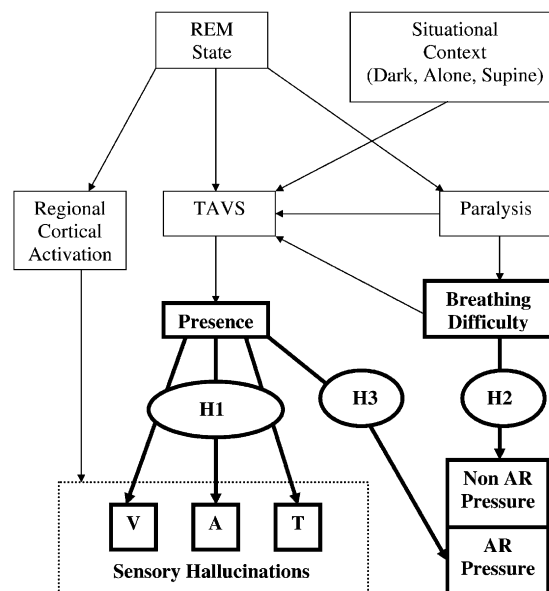 REM
State
Situational
Context
(Dark, Alone, Supine)
Regional
Cortical
Activation
TAVS
Paralysis
Presence
Breathing
Difficulty
H1
H3
H2
Non AR
Pressure
V
A
T
AR
Pressure
Sensory Hallucinations